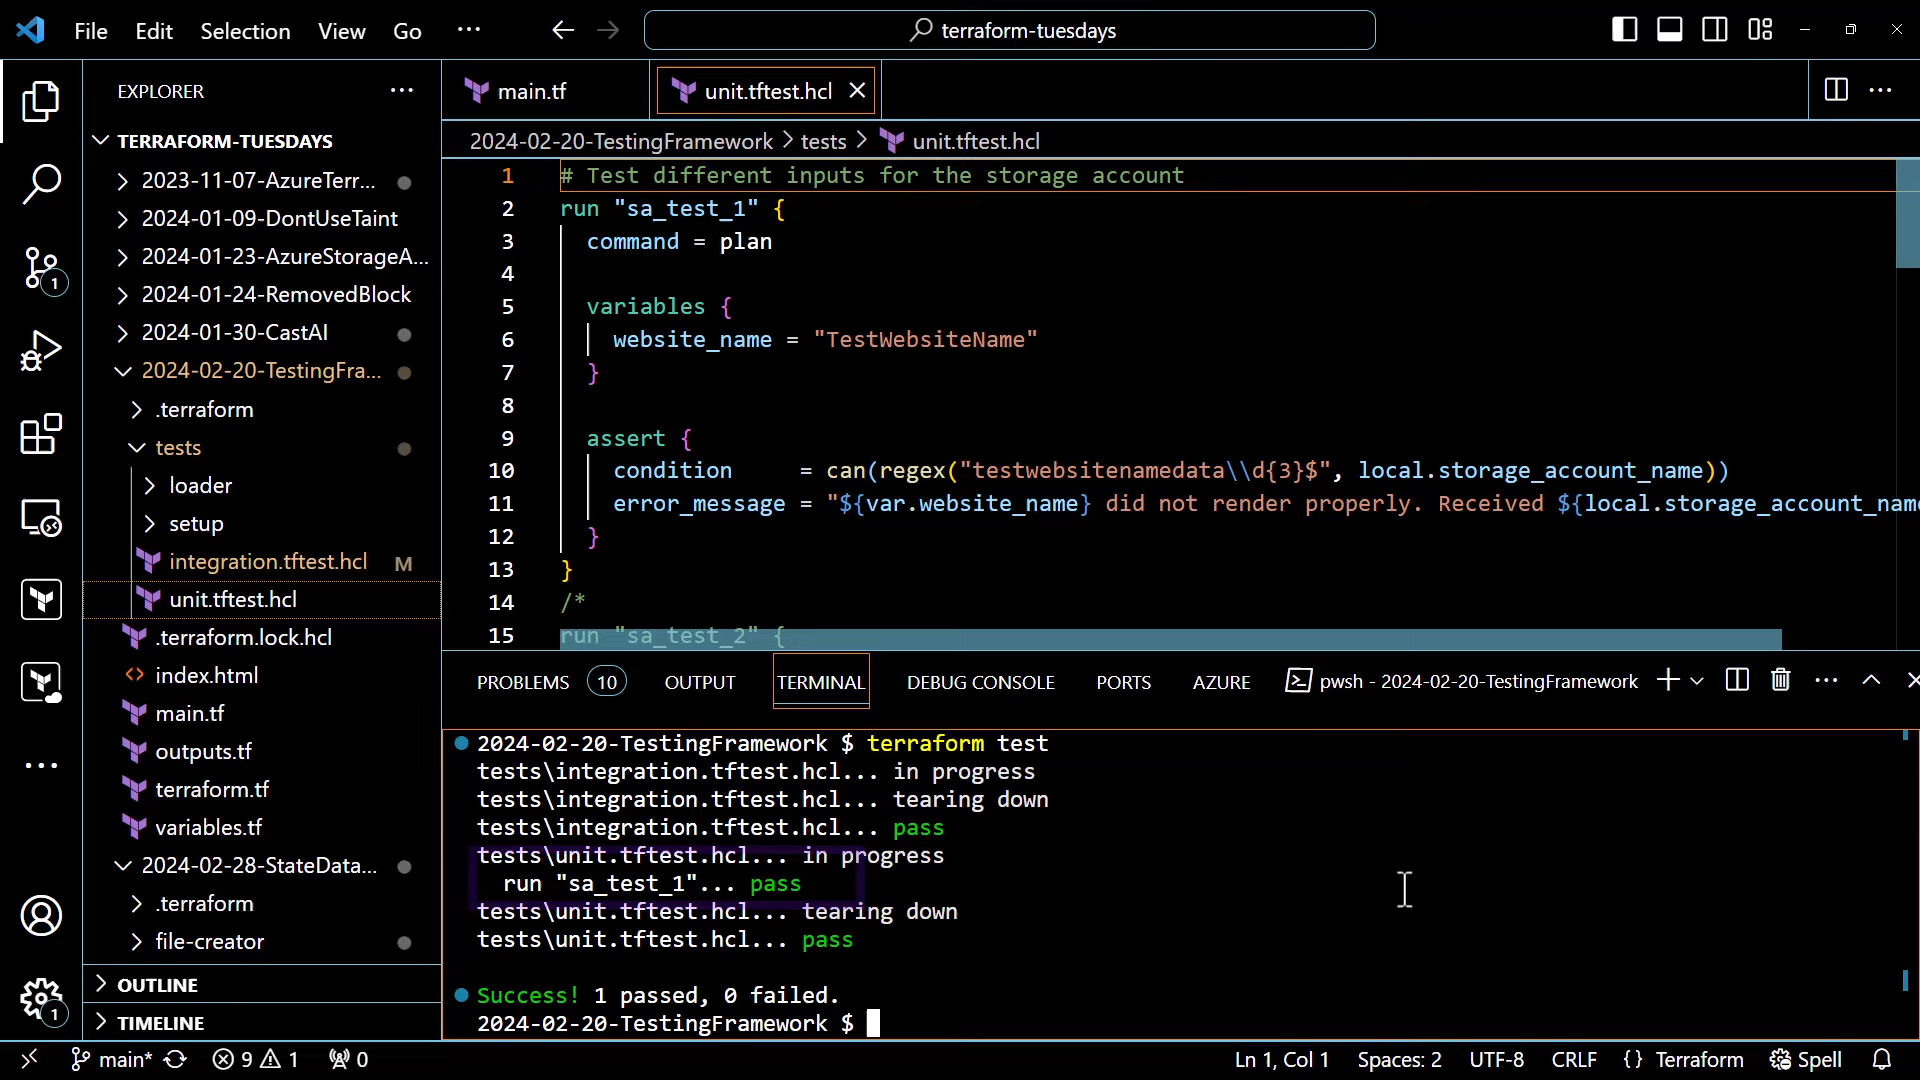 File Edit Selection View Go ··· terraform-tuesdays
EXPLORER ···
TERRAFORM-TUESDAYS
2023-11-07-AzureTerr...
2024-01-09-DontUseTaint
2024-01-23-AzureStorageA...
2024-01-24-RemovedBlock
2024-01-30-CastAI
2024-02-20-TestingFra...
.terraform
tests
loader
setup
integration.tftest.hcl M
unit.tftest.hcl
.terraform.lock.hcl
index.html
main.tf
outputs.tf
terraform.tf
variables.tf
2024-02-28-StateData...
.terraform
file-creator
OUTLINE
TIMELINE
1
1
main.tf unit.tftest.hcl
2024-02-20-TestingFramework > tests > unit.tftest.hcl
1 # Test different inputs for the storage account
2 run "sa_test_1" {
3 command = plan
4
5 variables {
6 website_name = "TestWebsiteName"
7 }
8
9 assert {
10 condition = can(regex("testwebsitenamedata\\d{3}$", local.storage_account_name))
11 error_message = "${var.website_name} did not render properly. Received ${local.storage_account_nam
12 }
13 }
14 /*
15 run "sa_test_2" {
PROBLEMS 10 OUTPUT TERMINAL DEBUG CONSOLE PORTS AZURE pwsh - 2024-02-20-TestingFramework
2024-02-20-TestingFramework $ terraform test
tests\integration.tftest.hcl... in progress
tests\integration.tftest.hcl... tearing down
tests\integration.tftest.hcl... pass
tests\unit.tftest.hcl... in progress
run "sa_test_1"... pass
tests\unit.tftest.hcl... tearing down
tests\unit.tftest.hcl... pass
Success! 1 passed, 0 failed.
2024-02-20-TestingFramework $
main* 9 1 0 Ln 1, Col 1 Spaces: 2 UTF-8 CRLF {} Terraform Spell